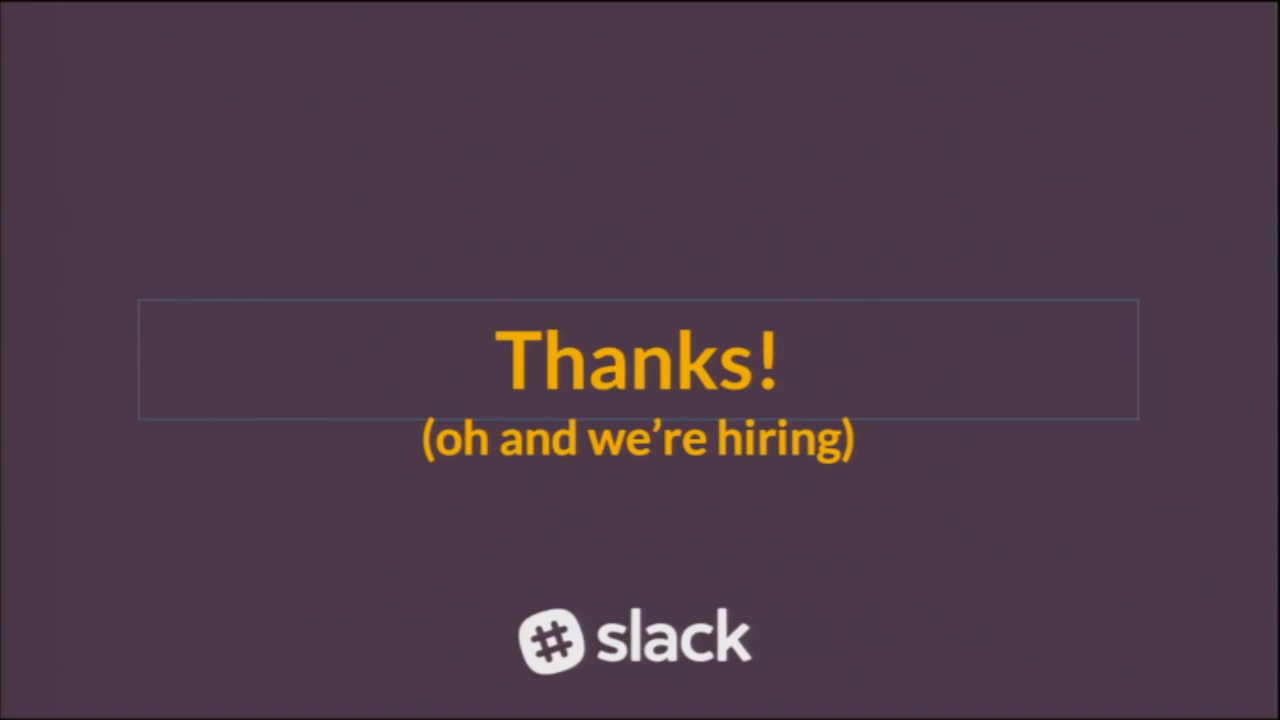 Thanks!
(oh and we’re hiring)
slack